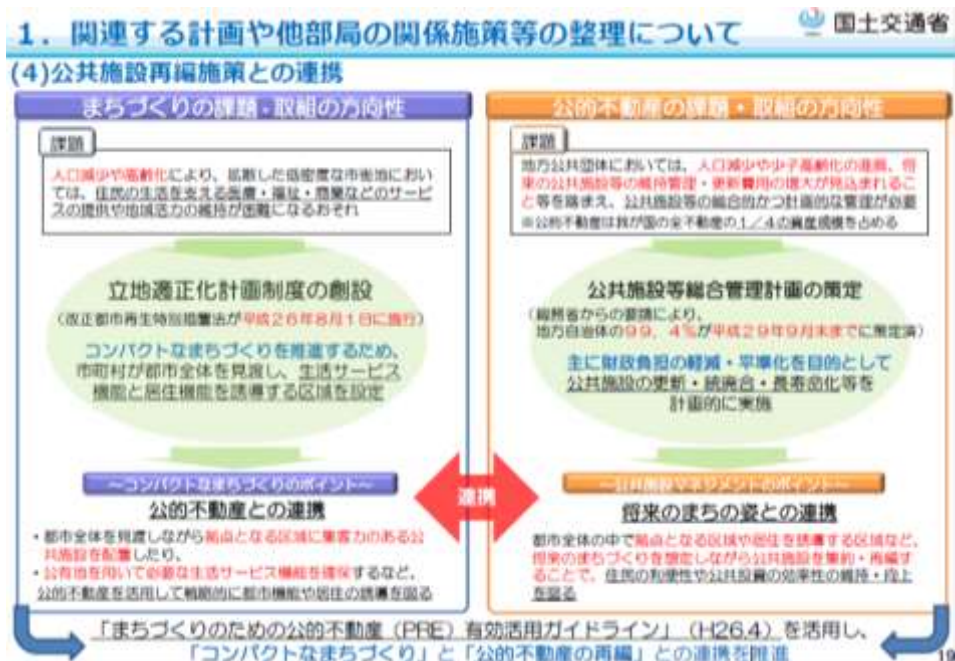 1．関連する計画や他部局の関係施策等の整理について
国土交通省
(4)公共施設再編施策との連携
まちづくりの課題・取組の方向性
課題
人口減少や高齢化により、拡散した低密度な市街地におい
ては、住民の生活を支える医療・福祉・商業などのサービ
スの提供や地域活力の維持が困難になるおそれ
立地適正化計画制度の創設
（改正都市再生特別措置法が平成26年8月1日に施行）
コンパクトなまちづくりを推進するため、
市町村が都市全体を見渡し、生活サービス
機能と居住機能を誘導する区域を設定
～コンパクトなまちづくりのポイント～
公的不動産との連携
・都市全体を見渡しながら拠点となる区域に集客力のある公
共施設を配置したり、
・公有地を用いて必要な生活サービス機能を確保するなど、
公的不動産を活用して戦略的に都市機能や居住の誘導を図る
連携
公的不動産の課題・取組の方向性
課題
地方公共団体においては、人口減少や少子高齢化の進展、将
来の公共施設等の維持管理・更新費用の増大が見込まれるこ
と等を踏まえ、公共施設等の総合的かつ計画的な管理が必要
※公的不動産は我が国の全不動産の1／4の資産規模を占める
公共施設等総合管理計画の策定
（総務省からの要請により、
地方自治体の99．4％が平成29年9月末までに策定済）
主に財政負担の軽減・平準化を目的として
公共施設の更新・統廃合・長寿命化等を
計画的に実施
～公共施設マネジメントのポイント～
将来のまちの姿との連携
都市全体の中で拠点となる区域や居住を誘導する区域など、
将来のまちづくりを想定しながら公共施設を集約・再編す
ることで、住民の利便性や公共投資の効率性の維持・向上
を図る
「まちづくりのための公的不動産（PRE）有効活用ガイドライン」（H26.4）を活用し、
「コンパクトなまちづくり」と「公的不動産の再編」との連携を推進
19